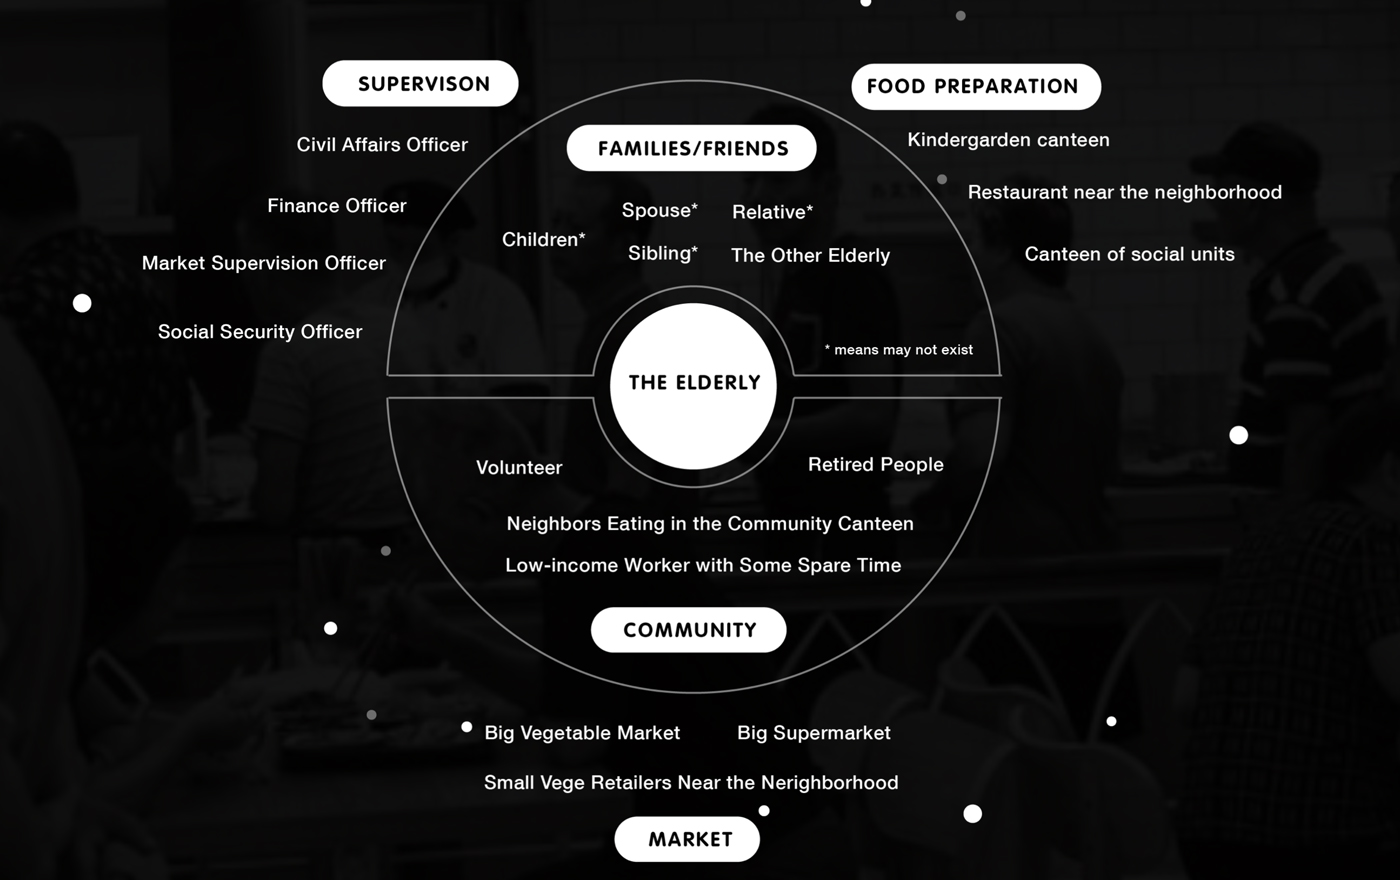 SUPERVISON
Civil Affairs Officer
Finance Officer
Market Supervision Officer
Social Security Officer
FOOD PREPARATION
Kindergarden canteen
Restaurant near the neighborhood
Canteen of social units
FAMILIES/FRIENDS
Spouse*
Relative*
Children*
Sibling*
The Other Elderly
* means may not exist
THE ELDERLY
Volunteer
Retired People
Neighbors Eating in the Community Canteen
Low-income Worker with Some Spare Time
COMMUNITY
Big Vegetable Market
Big Supermarket
Small Vege Retailers Near the Nerighborhood
MARKET